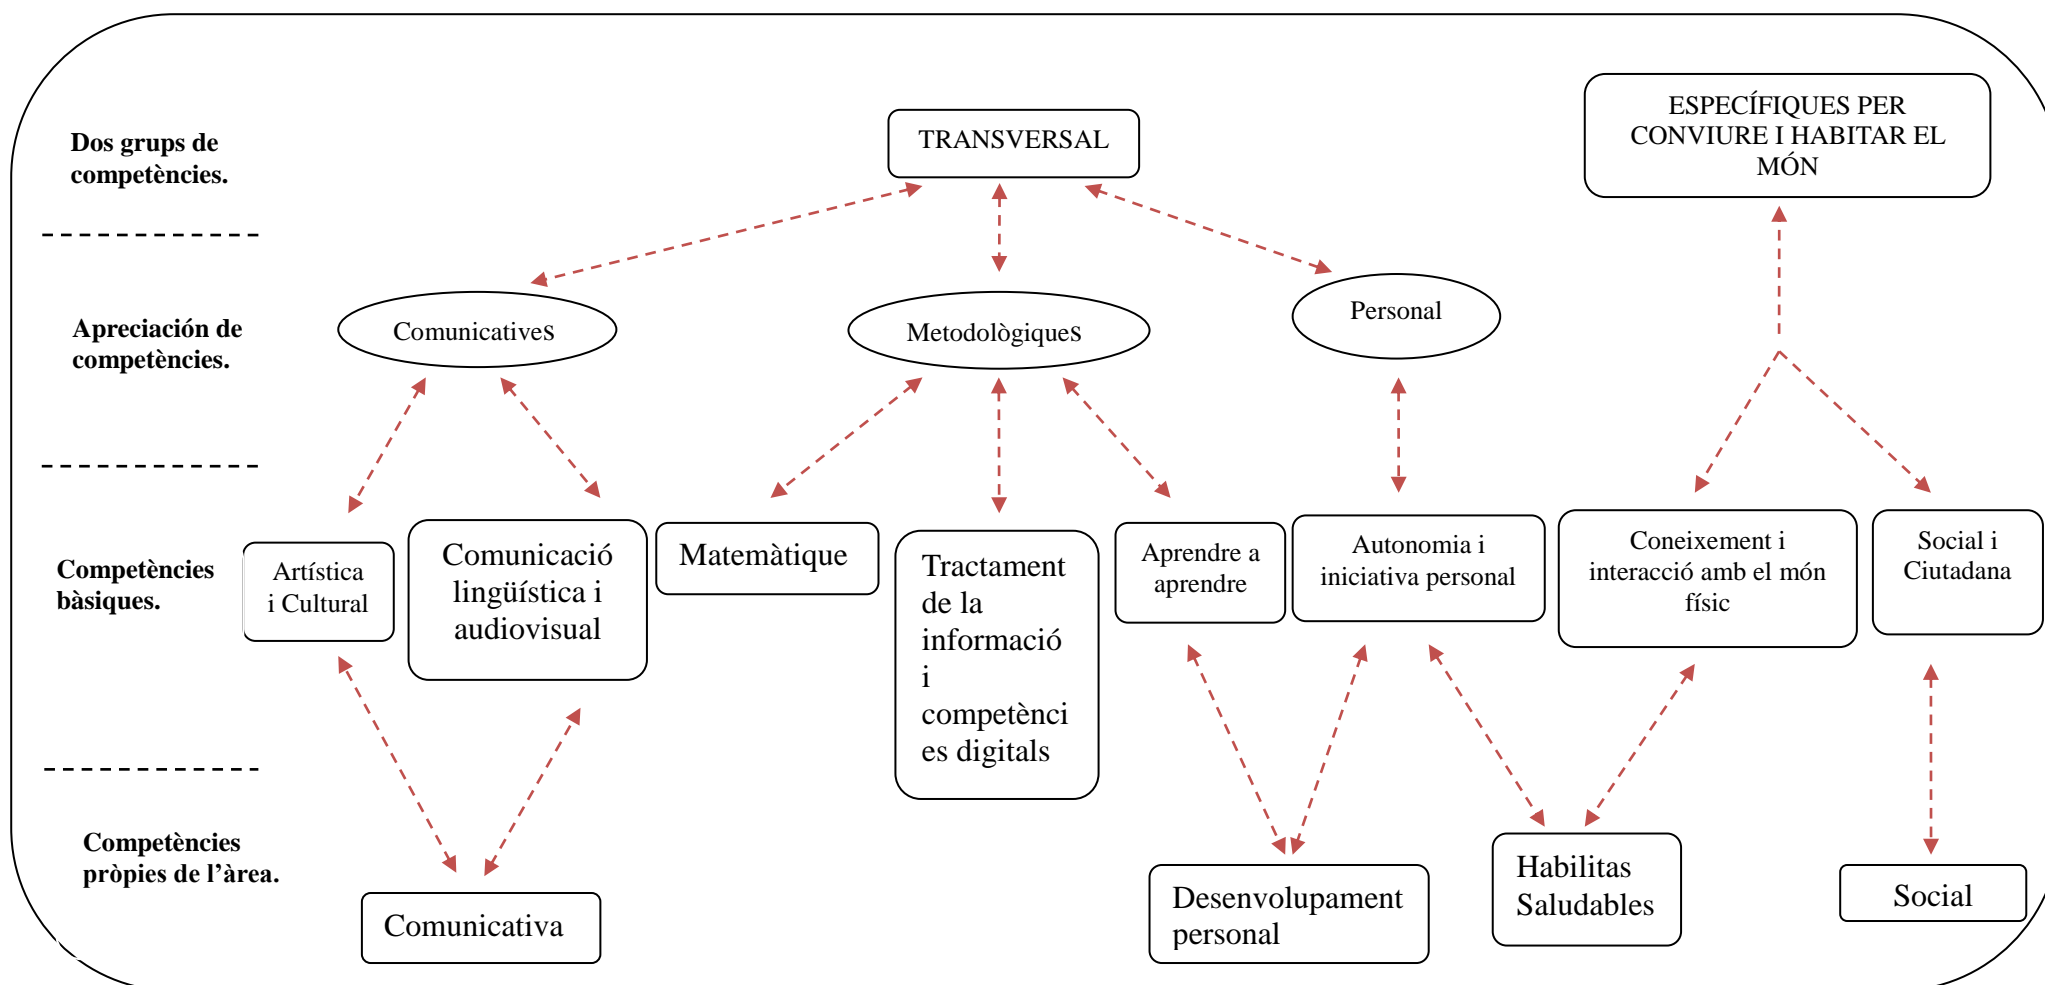 Dos grups de
competències.
TRANSVERSAL
ESPECÍFIQUES PER
CONVIURE I HABITAR EL
MÓN
Apreciación de
competències.
Comunicatives
Metodològiques
Personal
Competències
bàsiques.
Artística
i Cultural
Comunicació
lingüística i
audiovisual
Matemàtique
Tractament
de la
informació
i
competènci
es digitals
Aprendre a
aprendre
Autonomia i
iniciativa personal
Coneixement i
interacció amb el món
físic
Social i
Ciutadana
Competències
pròpies de l’àrea.
Comunicativa
Desenvolupament
personal
Habilitas
Saludables
Social